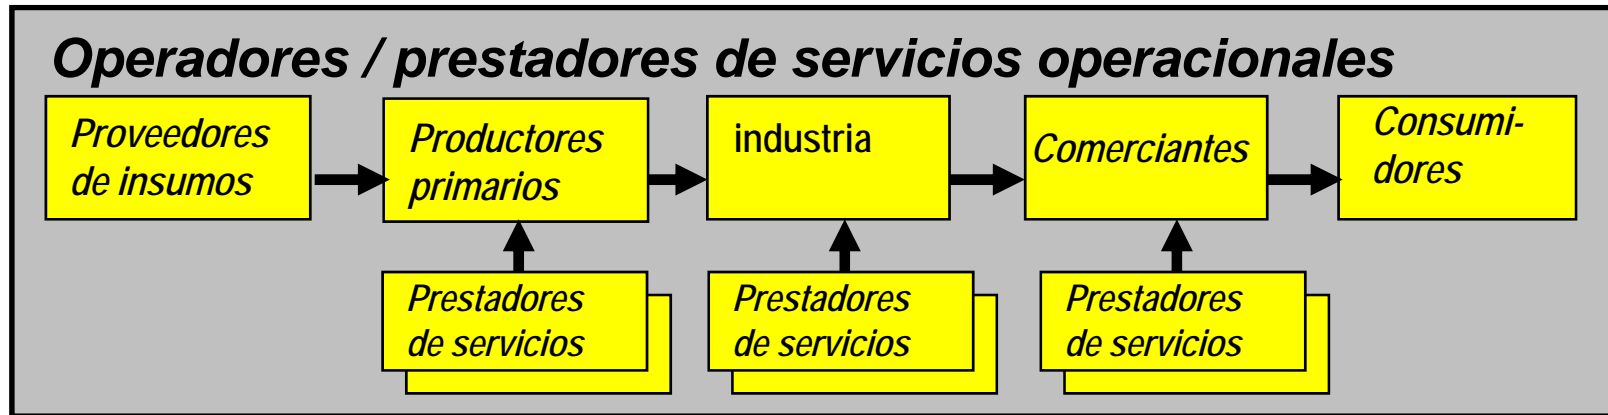 Operadores / prestadores de servicios operacionales
Proveedores
de insumos
Productores
primarios
industria
Comerciantes
Consumi-
dores
Prestadores
de servicios
Prestadores
de servicios
Prestadores
de servicios